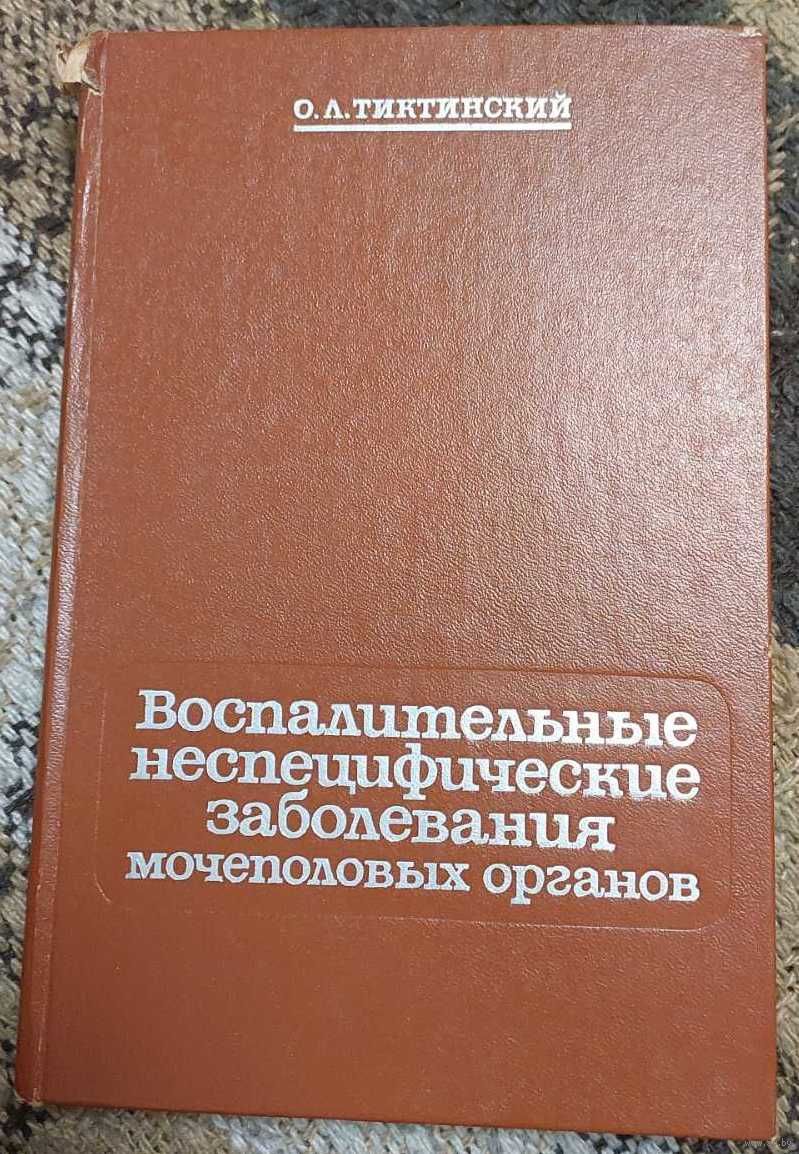 О. Л. ТИКТИНСКИЙ
Воспалительные
неспецифические
заболевания
мочеполовых органов